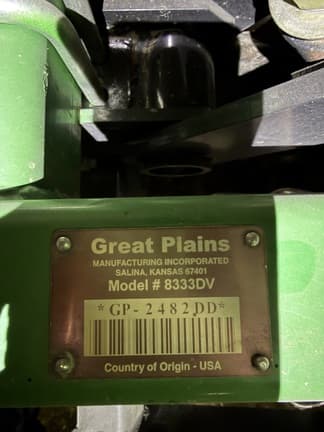 Great Plains
MANUFACTURING INCORPORATED
SALINA, KANSAS 67401
Model # 8333DV
*GP-2482DD*
Country of Origin - USA